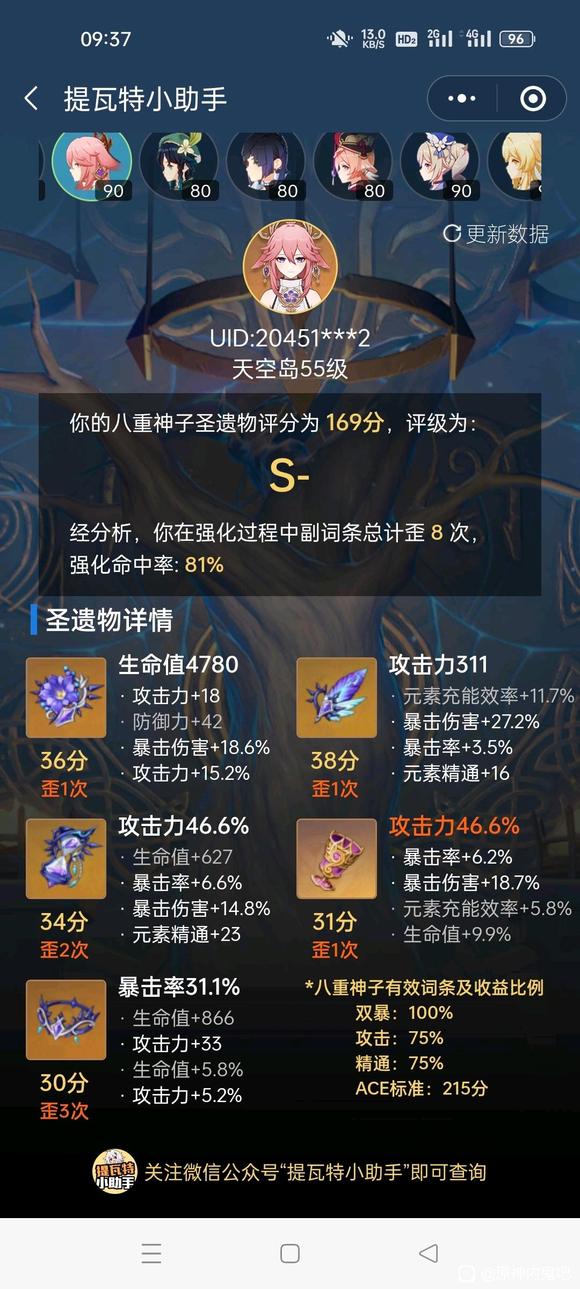 09:37
13.0 KB/S HD2 2G 4G 96
提瓦特小助手
90 80 80 80 90
更新数据
UID:20451***2
天空岛55级
你的八重神子圣遗物评分为 169分，评级为：
S-
经分析，你在强化过程中副词条总计歪 8 次，
强化命中率: 81%
圣遗物详情
生命值4780
· 攻击力+18
· 防御力+42
· 暴击伤害+18.6%
· 攻击力+15.2%
36分
歪1次
攻击力311
· 元素充能效率+11.7%
· 暴击伤害+27.2%
· 暴击率+3.5%
· 元素精通+16
38分
歪1次
攻击力46.6%
· 生命值+627
· 暴击率+6.6%
· 暴击伤害+14.8%
· 元素精通+23
34分
歪2次
攻击力46.6%
· 暴击率+6.2%
· 暴击伤害+18.7%
· 元素充能效率+5.8%
· 生命值+9.9%
31分
歪1次
暴击率31.1%
· 生命值+866
· 攻击力+33
· 生命值+5.8%
· 攻击力+5.2%
30分
歪3次
*八重神子有效词条及收益比例
双暴：100%
攻击：75%
精通：75%
ACE标准：215分
提瓦特
小助手
关注微信公众号“提瓦特小助手”即可查询
@原神内鬼吧